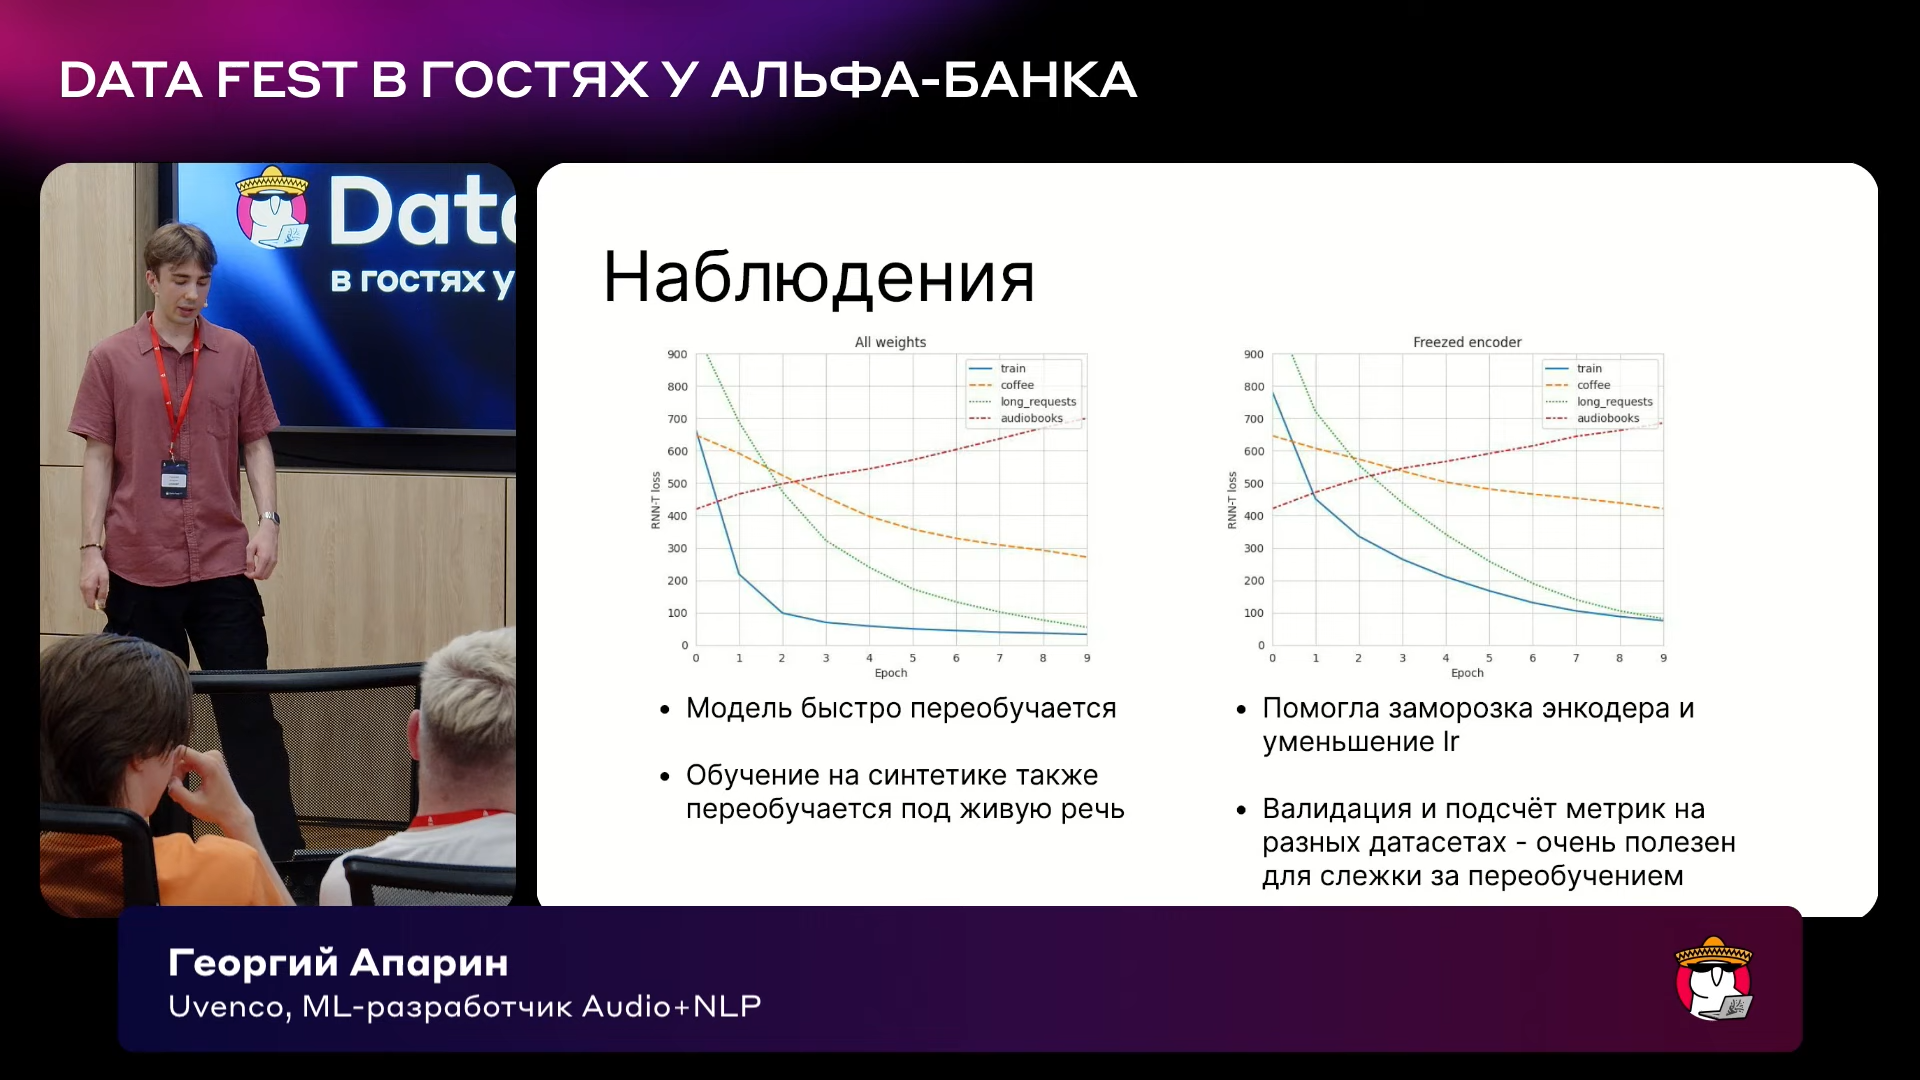 DATA FEST В ГОСТЯХ У АЛЬФА-БАНКА
Data
в гостях у
Наблюдения
All weights
900
800
700
600
500
400
300
200
100
0
RNN-T loss
train
coffee
long_requests
audiobooks
0 1 2 3 4 5 6 7 8 9
Epoch
• Модель быстро переобучается
• Обучение на синтетике также
переобучается под живую речь
Freezed encoder
900
800
700
600
500
400
300
200
100
0
RNN-T loss
train
coffee
long_requests
audiobooks
0 1 2 3 4 5 6 7 8 9
Epoch
• Помогла заморозка энкодера и
уменьшение lr
• Валидация и подсчёт метрик на
разных датасетах - очень полезен
для слежки за переобучением
Георгий Апарин
Uvenco, ML-разработчик Audio+NLP